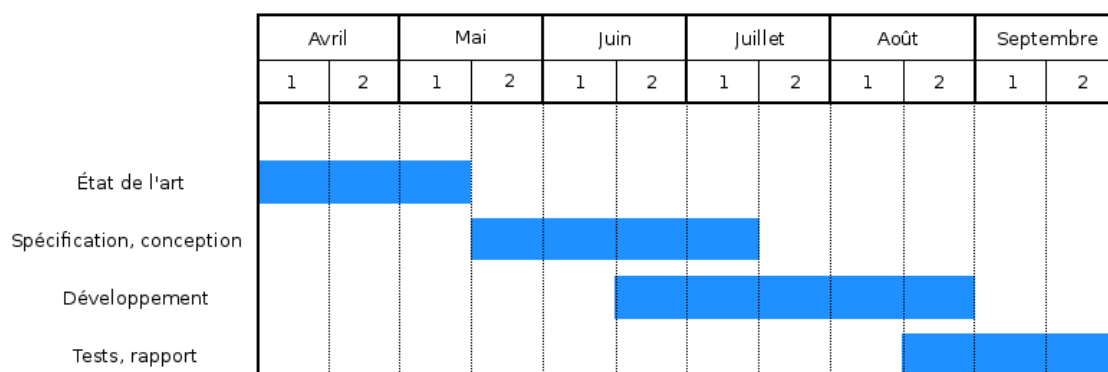 Avril Mai Juin Juillet Août Septembre
1 2 1 2 1 2 1 2 1 2 1 2
État de l'art
Spécification, conception
Développement
Tests, rapport